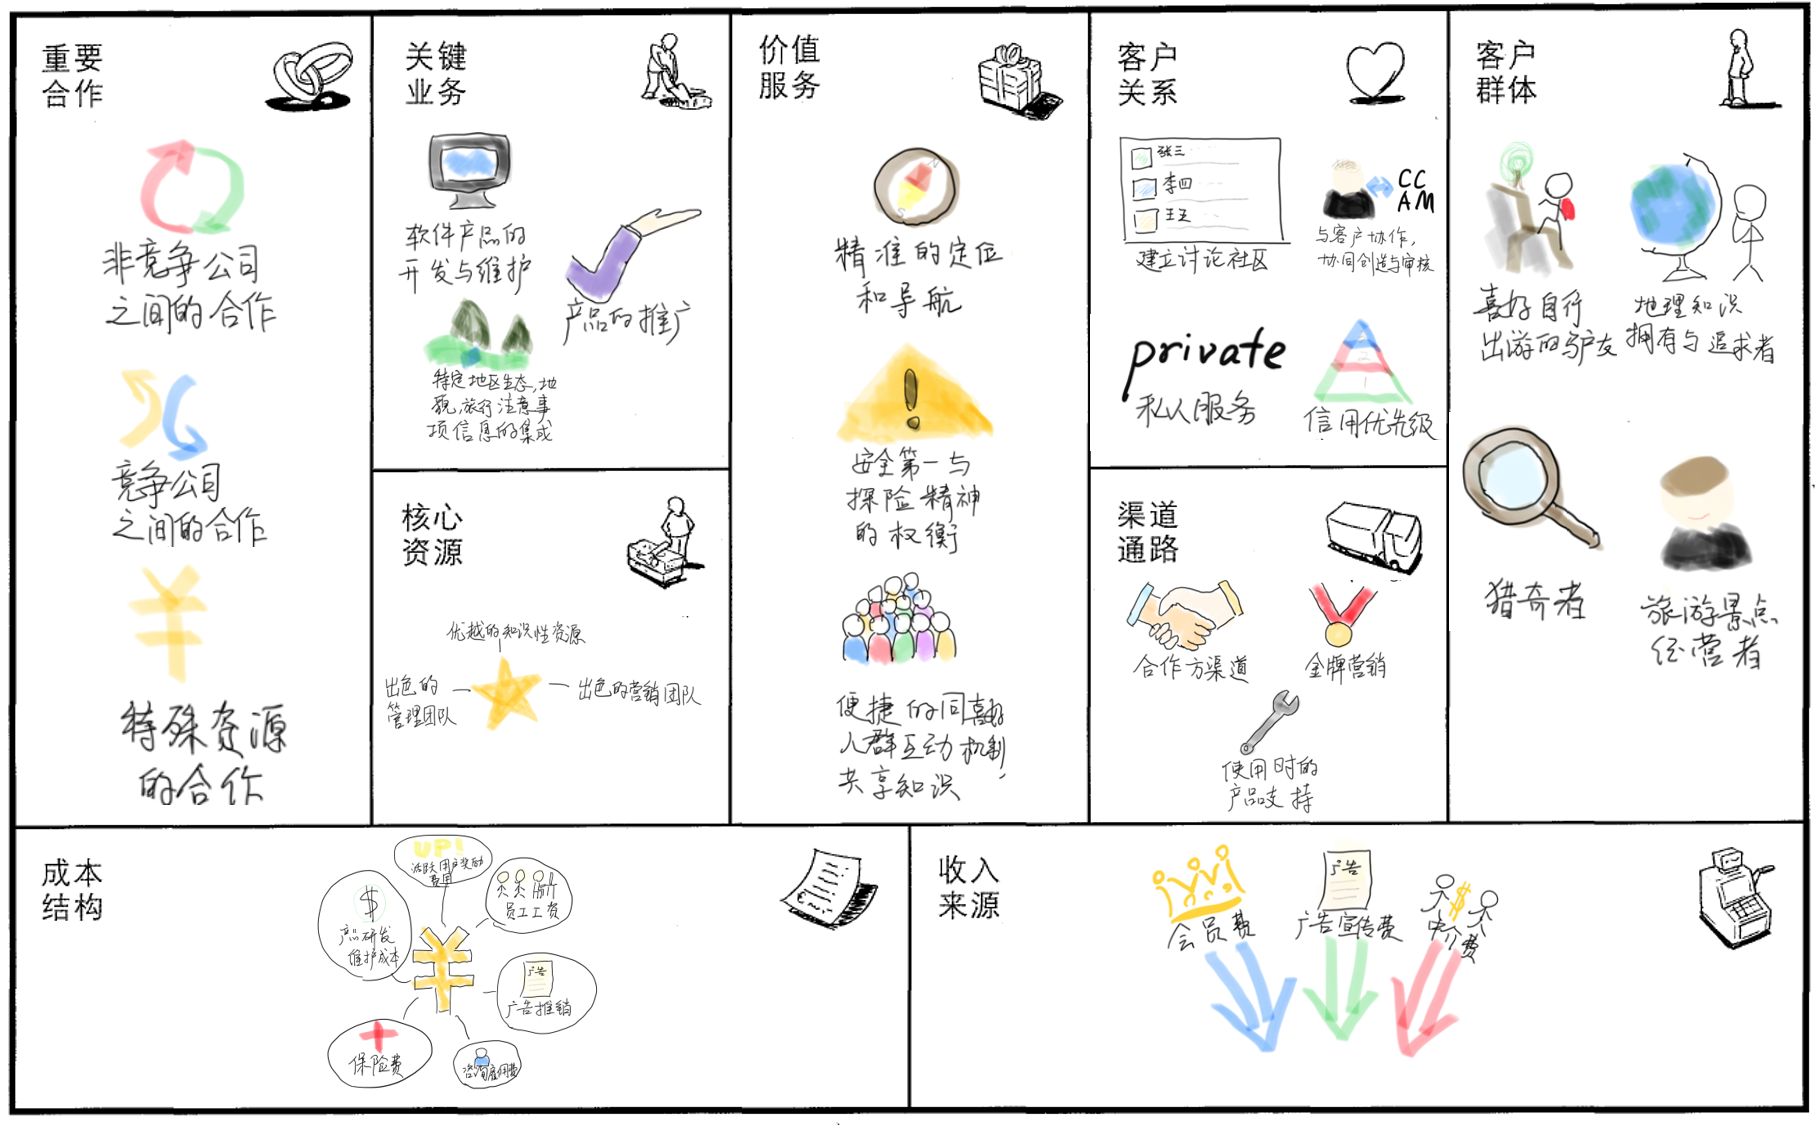 重要
合作
非竞争公司
之间的合作
竞争公司
之间的合作
特殊资源
的合作
关键
业务
软件产品的
开发与维护
产品的推广
特定地区生态,地
貌,旅行注意事
项信息的集成
核心
资源
优越的知识性资源
出色的
管理团队
出色的营销团队
价值
服务
N
S
精准的定位
和导航
!
安全第一与
探险精神
的权衡
便捷的同
人群互动机制
共享知识
客户
关系
张三
李四
王五
建立讨论社区
CC
AM
与客户协作,
协同创造与审核
private
私人服务
2
1
信用优先级
渠道
通路
合作方渠道
金牌营销
使用时的
产品支持
客户
群体
喜好自行
出游的驴友
地理知识
拥有与追求者
猎奇者
旅游景点
经营者
成本
结构
UP!
活跃用户奖励
费用
$
产品研发
维护成本
员工工资
¥
广告
广告推销
保险费
收入
来源
会员费
广告
广告宣传费
$
中介费